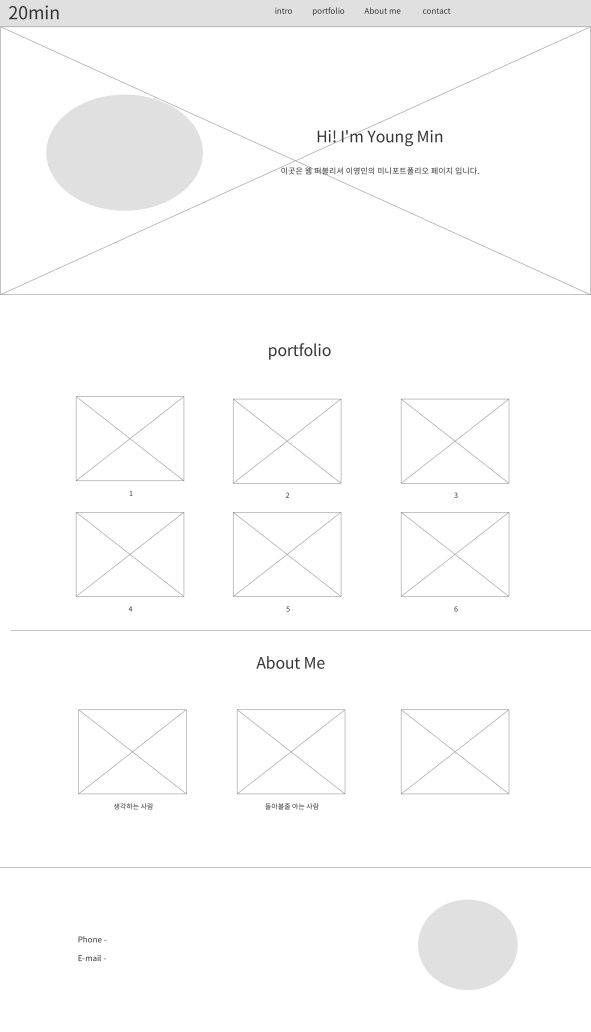 20min
intro portfolio About me contact
Hi! I'm Young Min
이곳은 웹 퍼블리셔 이영민의 미니포트폴리오 페이지 입니다.
portfolio
1 2 3
4 5 6
About Me
생각하는 사람 돌아볼줄 아는 사람
Phone -
E-mail -